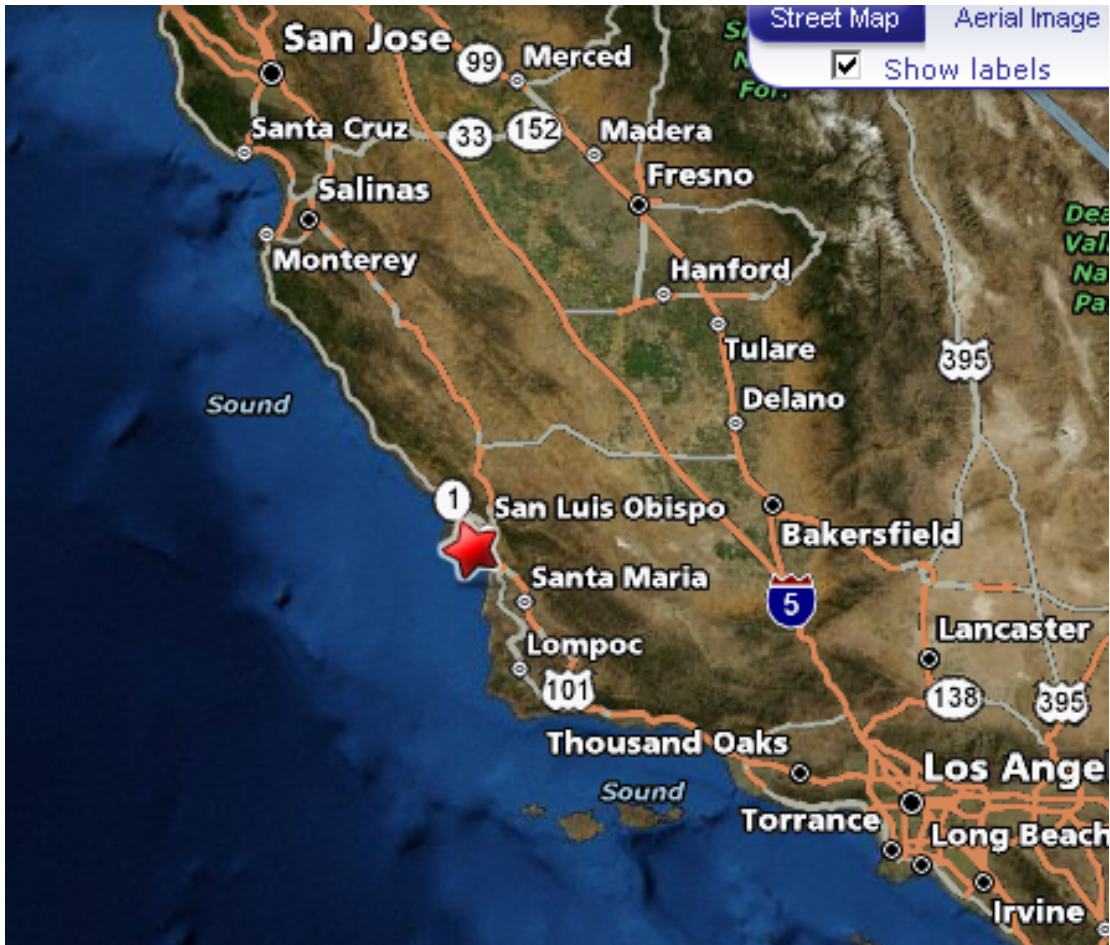 Street Map
Aerial Image
Show labels
San Jose
99
Merced
For.
Santa Cruz
33
152
Madera
Salinas
Fresno
Monterey
Hanford
Tulare
395
Sound
Delano
1
San Luis Obispo
Bakersfield
Santa Maria
5
Lompoc
Lancaster
101
138
395
Thousand Oaks
Los Angel
Sound
Torrance
Long Beach
Irvine